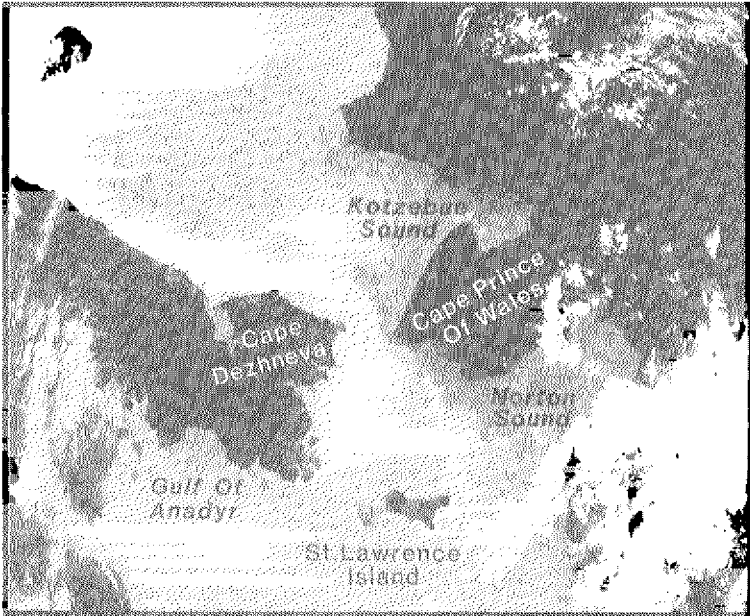 Kotzebue
Sound
Cape Prince
Of Wales
Cape
Dezhneva
Norton
Sound
Gulf Of
Anadyr
St Lawrence
Island